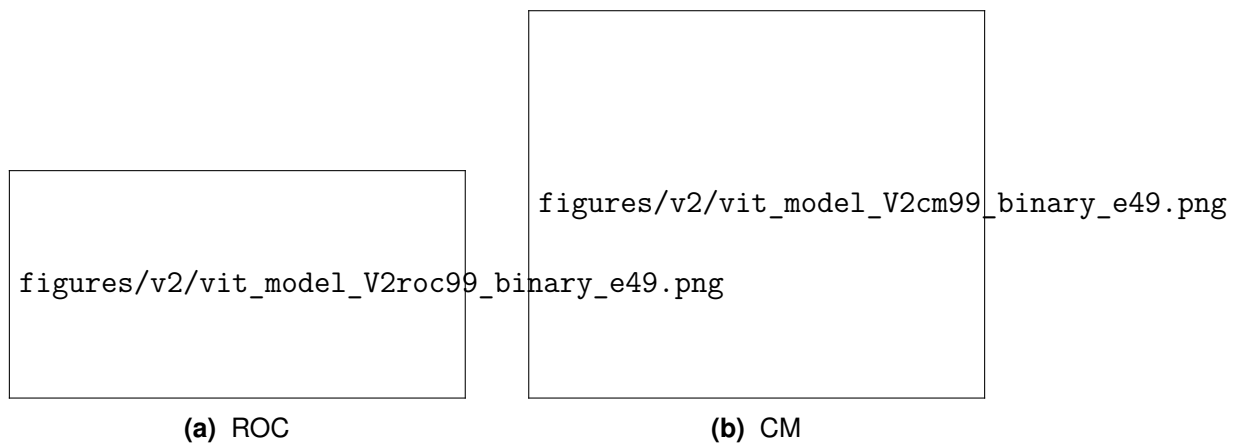 figures/v2/vit_model_V2roc99_binary_e49.png
(a) ROC
figures/v2/vit_model_V2cm99_binary_e49.png
(b) CM